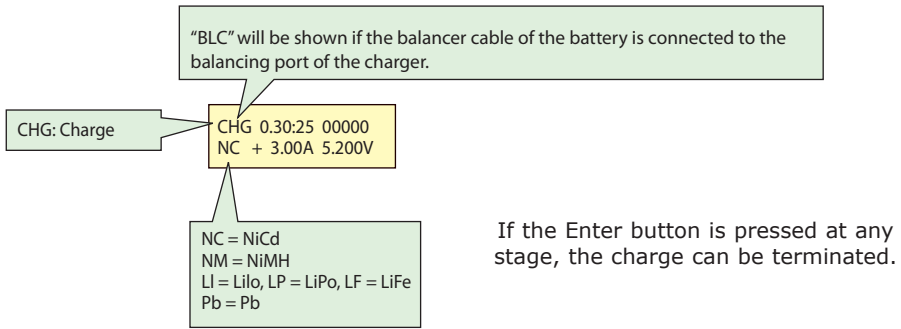 “BLC” will be shown if the balancer cable of the battery is connected to the
balancing port of the charger.
CHG: Charge
CHG 0.30:25 00000
NC + 3.00A 5.200V
NC = NiCd
NM = NiMH
Ll = Lilo, LP = LiPo, LF = LiFe
Pb = Pb
If the Enter button is pressed at any
stage, the charge can be terminated.